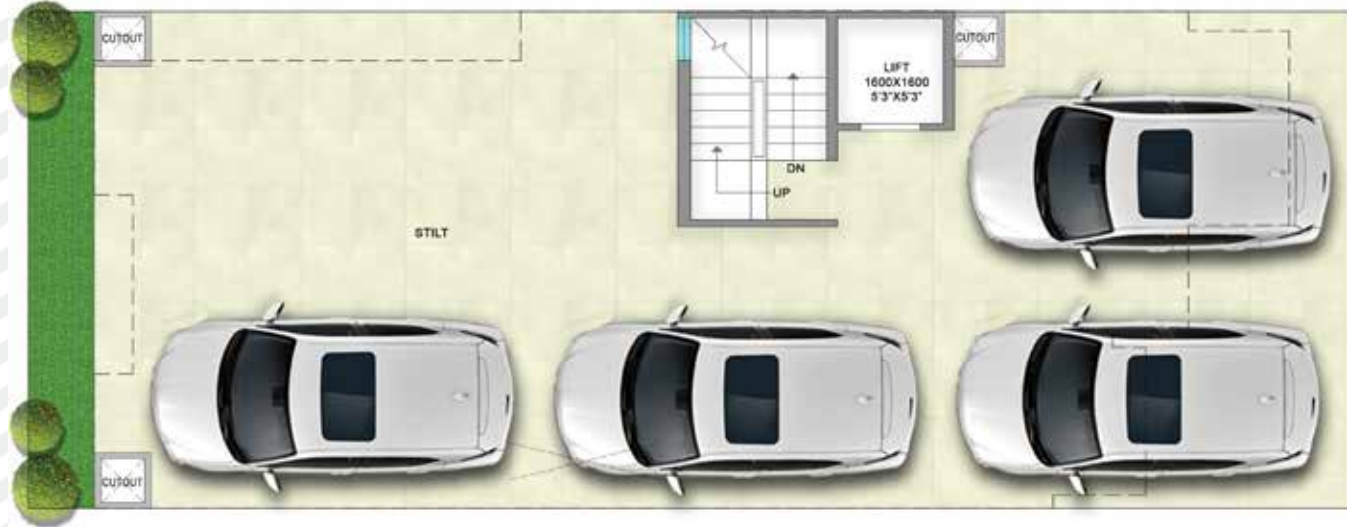 CUTOUT
CUTOUT
LIFT
1600X1600
5'3"X5'3"
DN
UP
STILT
CUTOUT